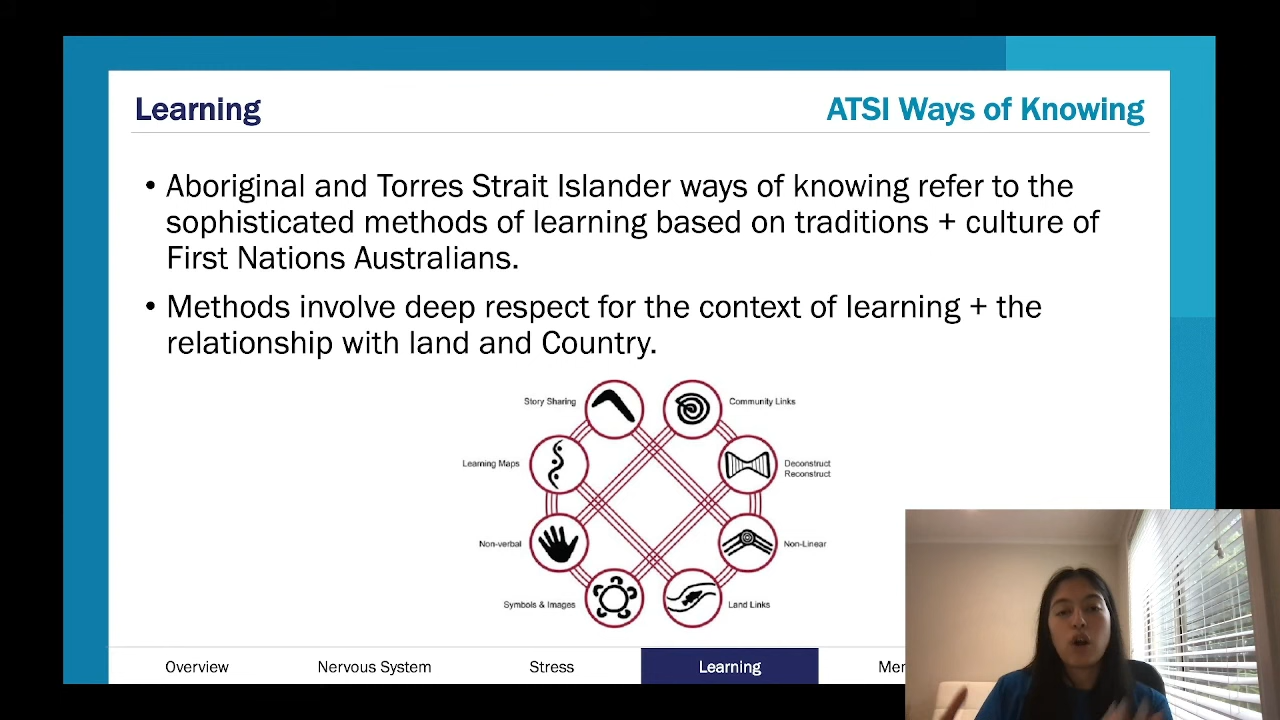 Learning
ATSI Ways of Knowing
• Aboriginal and Torres Strait Islander ways of knowing refer to the
sophisticated methods of learning based on traditions + culture of
First Nations Australians.
• Methods involve deep respect for the context of learning + the
relationship with land and Country.
Story Sharing
Community Links
Learning Maps
Deconstruct
Reconstruct
Non-verbal
Non-Linear
Symbols & Images
Land Links
Overview
Nervous System
Stress
Learning